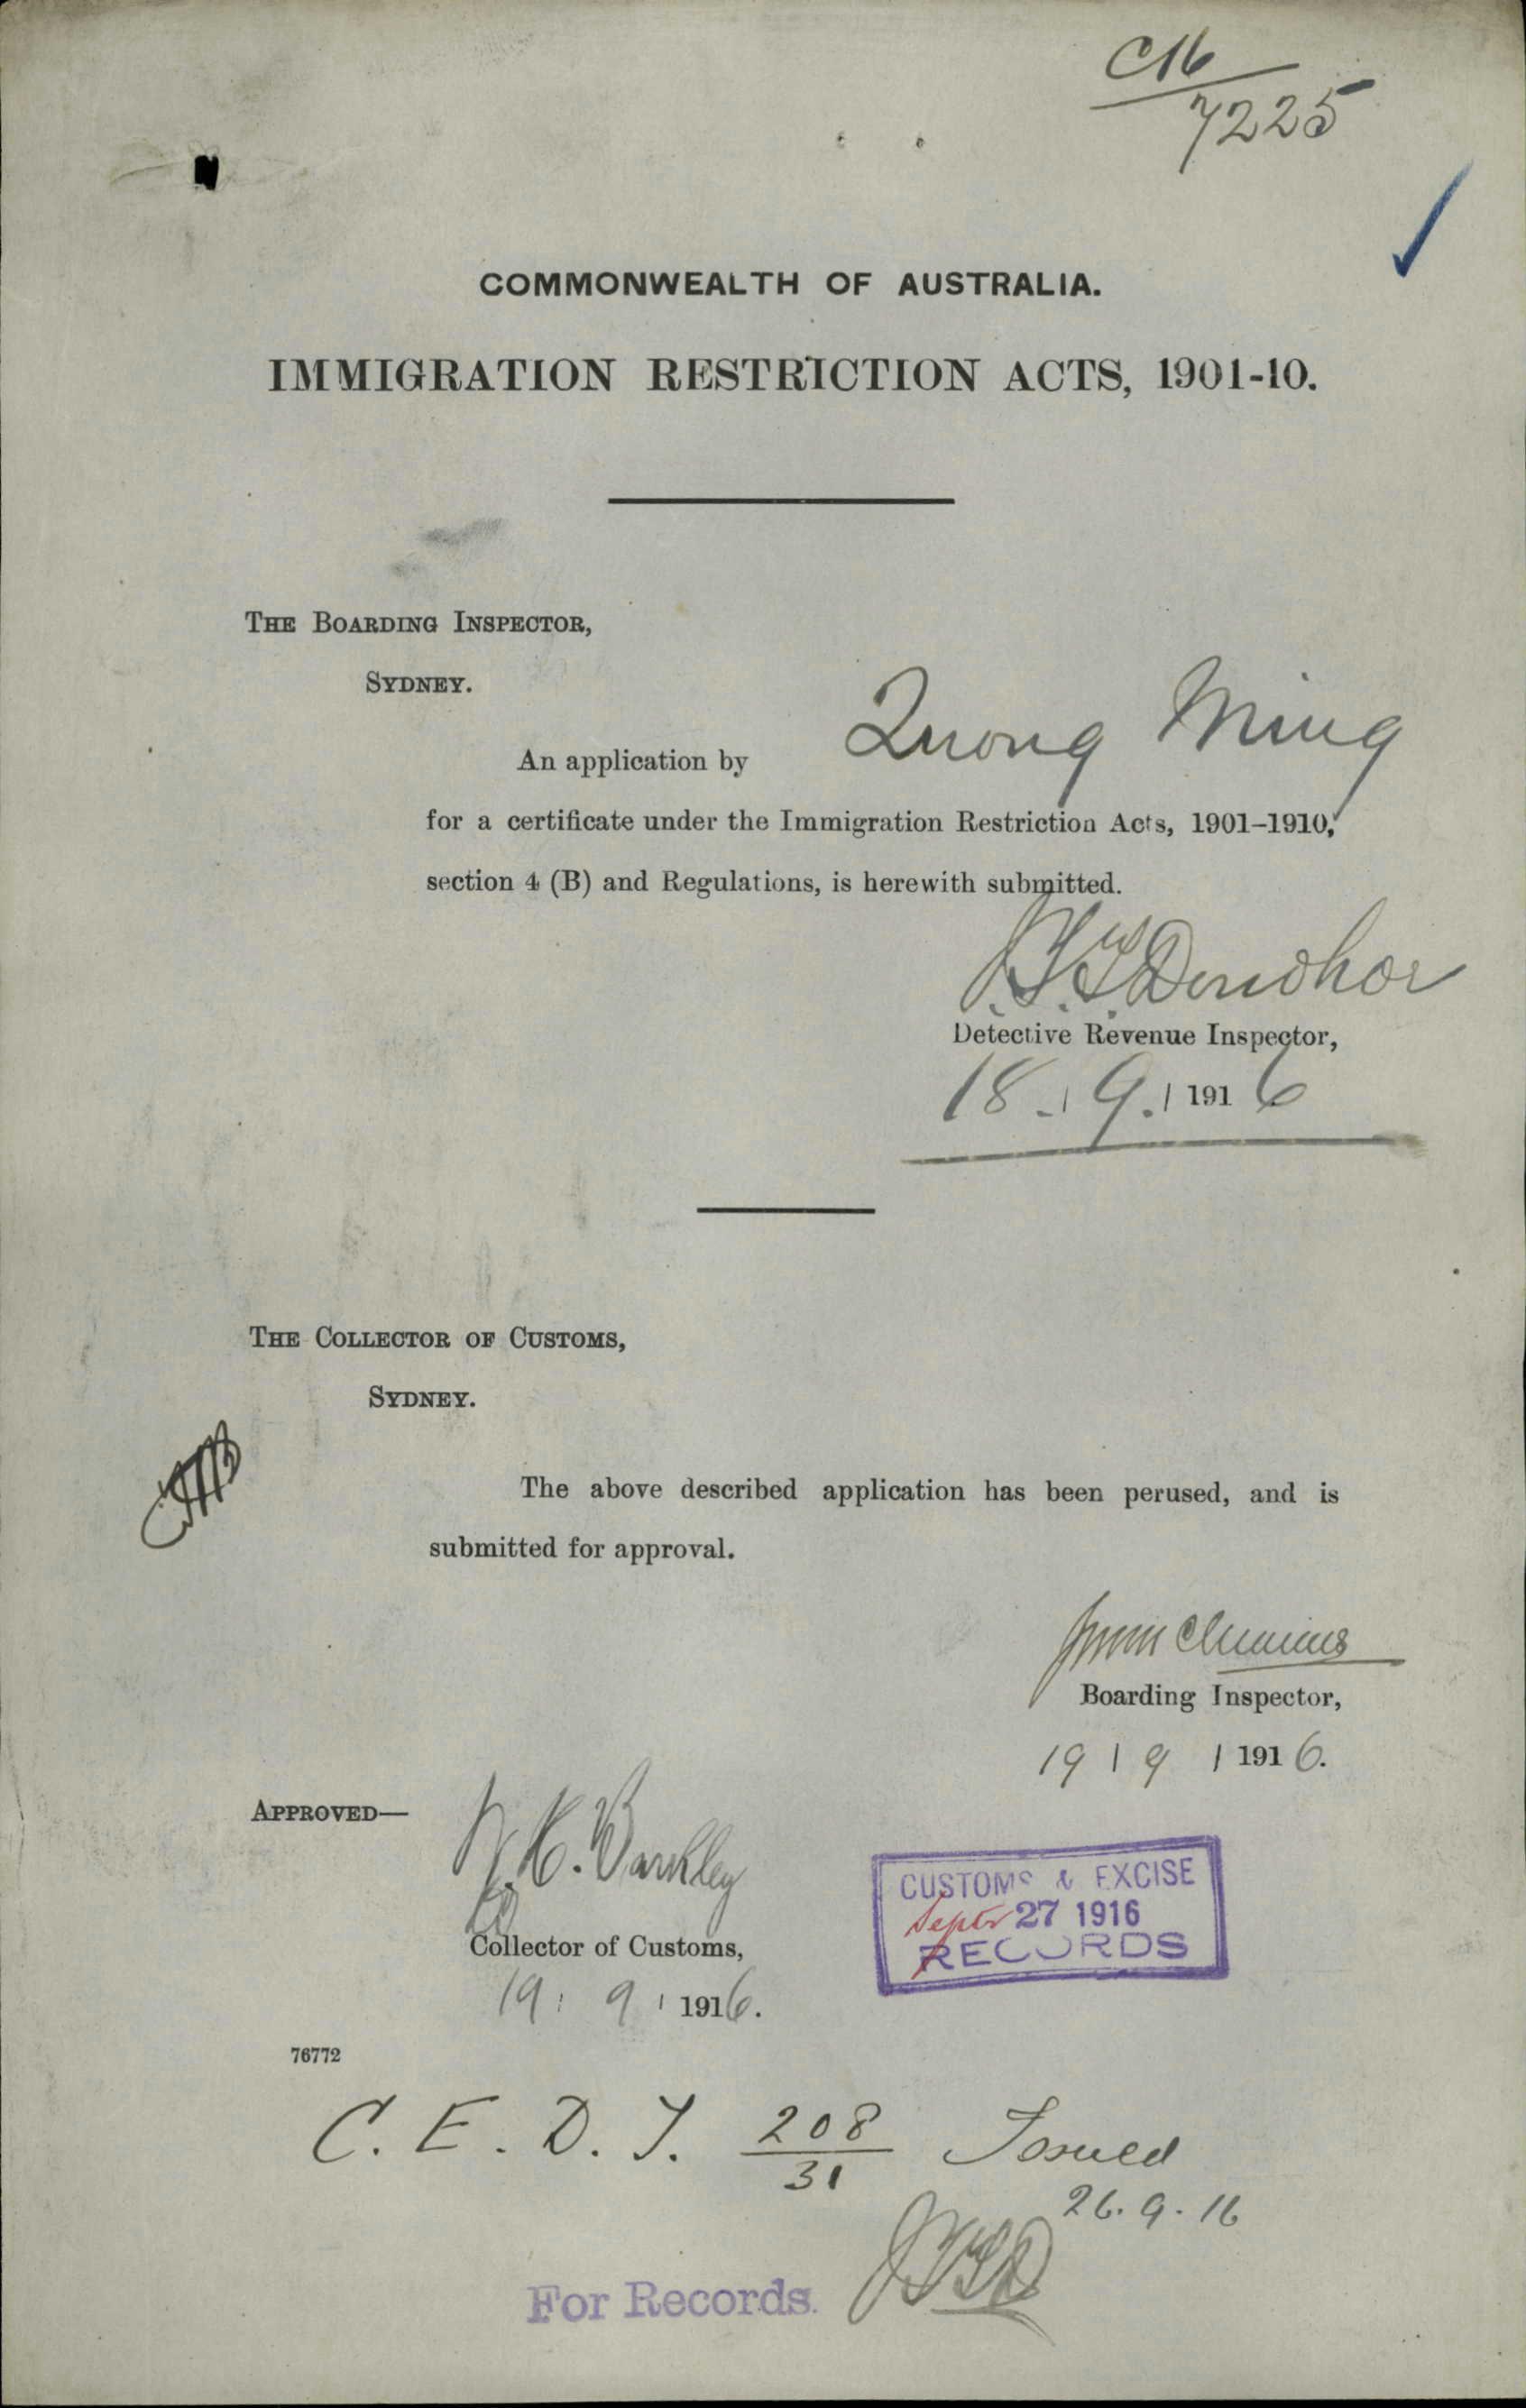 C16
7225
COMMONWEALTH OF AUSTRALIA.
IMMIGRATION RESTRICTION ACTS, 1901-10.
THE BOARDING INSPECTOR,
SYDNEY.
An application by Quong Ming
for a certificate under the Immigration Restriction Acts, 1901–1910,
section 4 (B) and Regulations, is herewith submitted.
Donohoe
Detective Revenue Inspector,
18.9.1916
THE COLLECTOR OF CUSTOMS,
SYDNEY.
The above described application has been perused, and is
submitted for approval.
Boarding Inspector,
19 / 9 / 1916.
APPROVED—
Barkley
Collector of Customs,
19 / 9 / 1916.
CUSTOMS & EXCISE
Septr 27 1916
RECORDS
76772
C. E. D. T. 208
31 Issued
26.9.16
For Records.